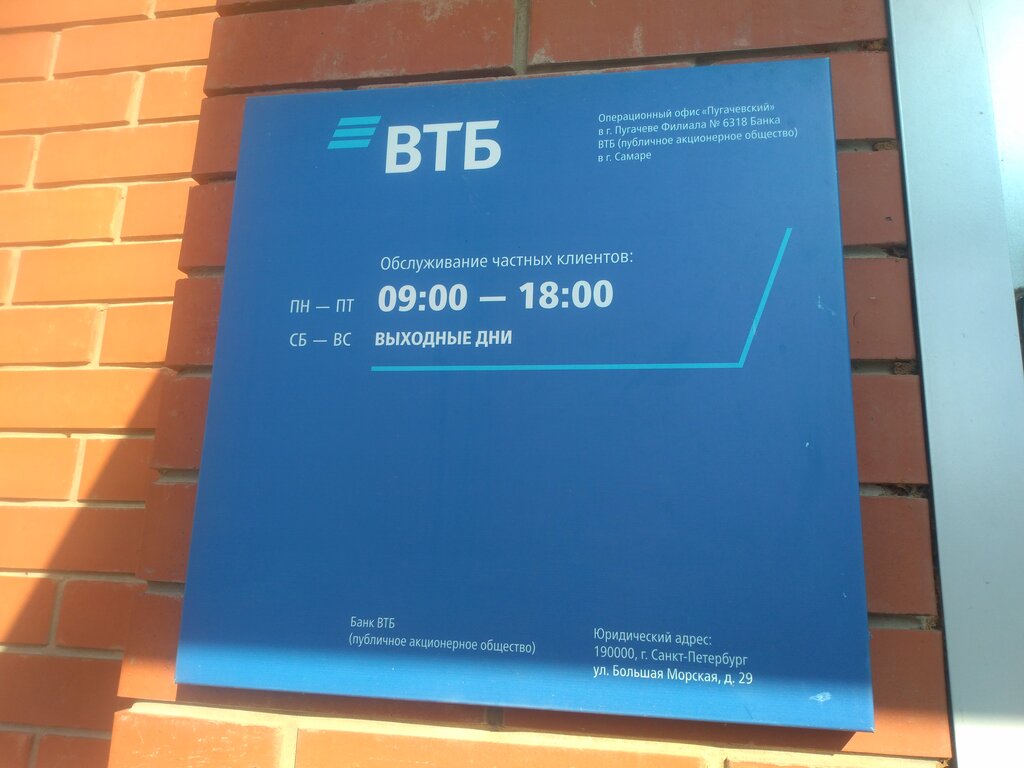 ВТБ
Операционный офис «Пугачевский»
в г. Пугачеве Филиала № 6318 Банка
ВТБ (публичное акционерное общество)
в г. Самаре
Обслуживание частных клиентов:
ПН — ПТ 09:00 — 18:00
СБ — ВС ВЫХОДНЫЕ ДНИ
Банк ВТБ
(публичное акционерное общество)
Юридический адрес:
190000, г. Санкт-Петербург
ул. Большая Морская, д. 29